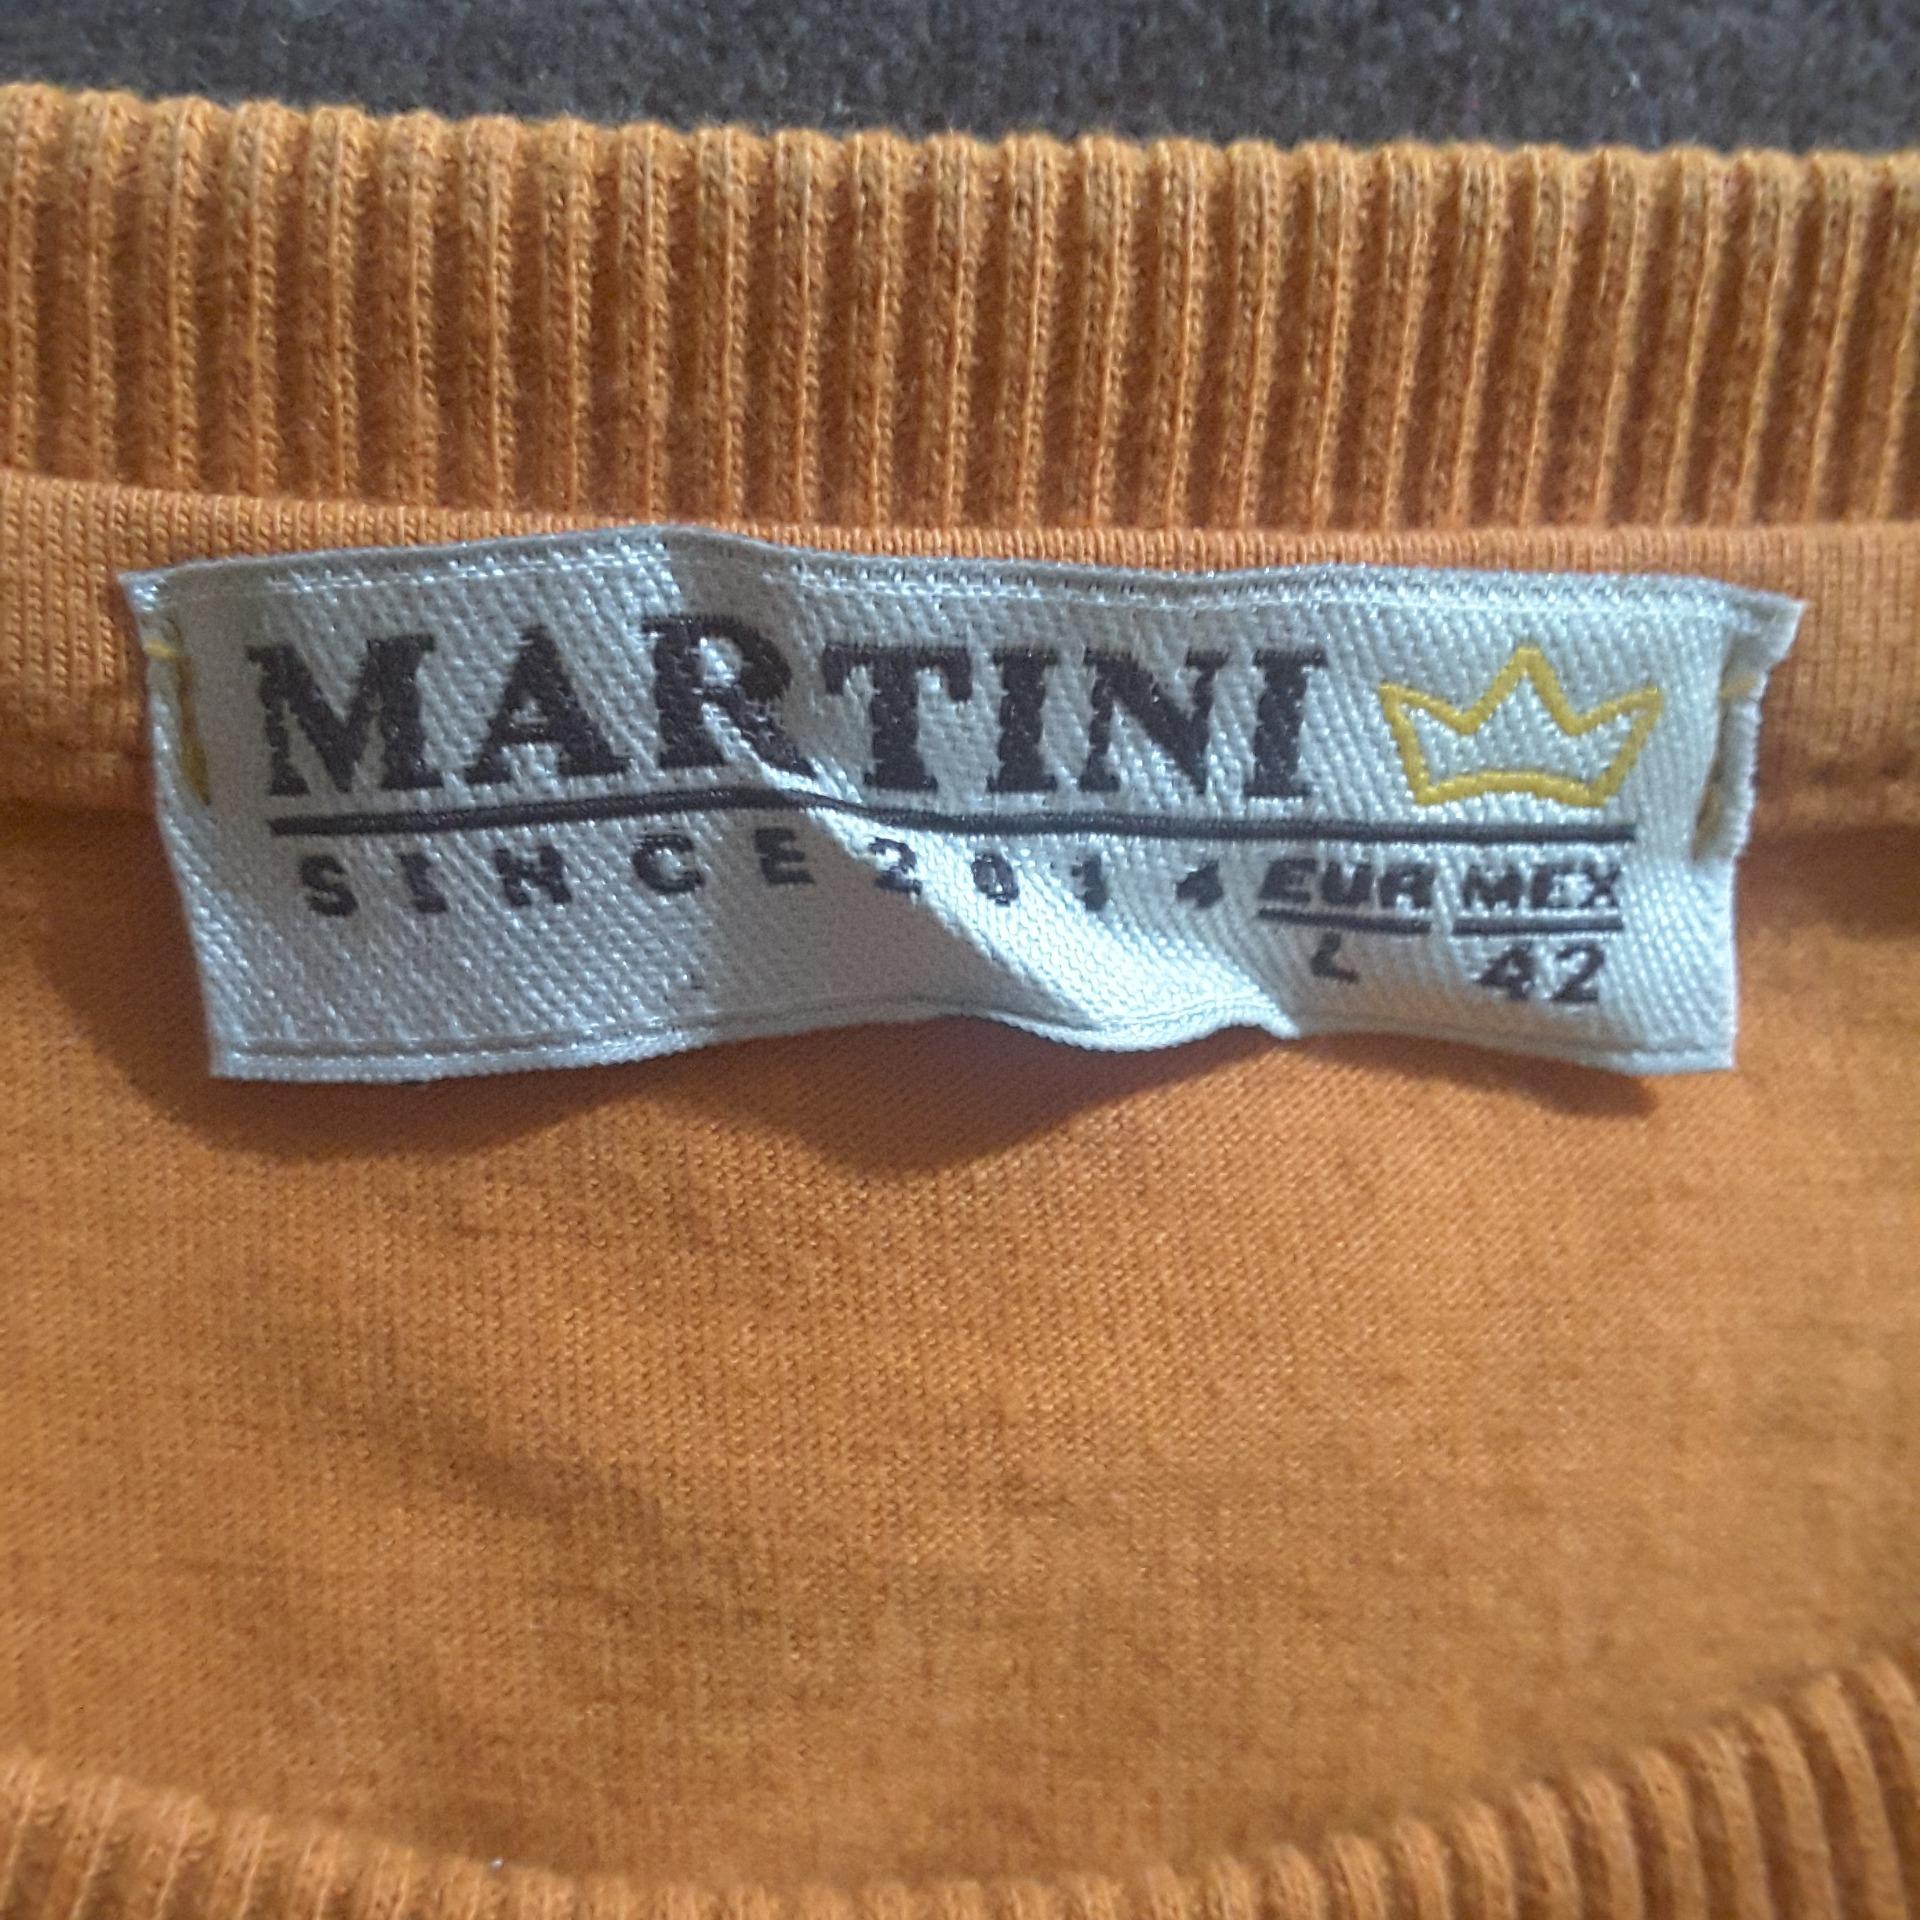 MARTINI
SINCE 2014 EUR MEX
L 42